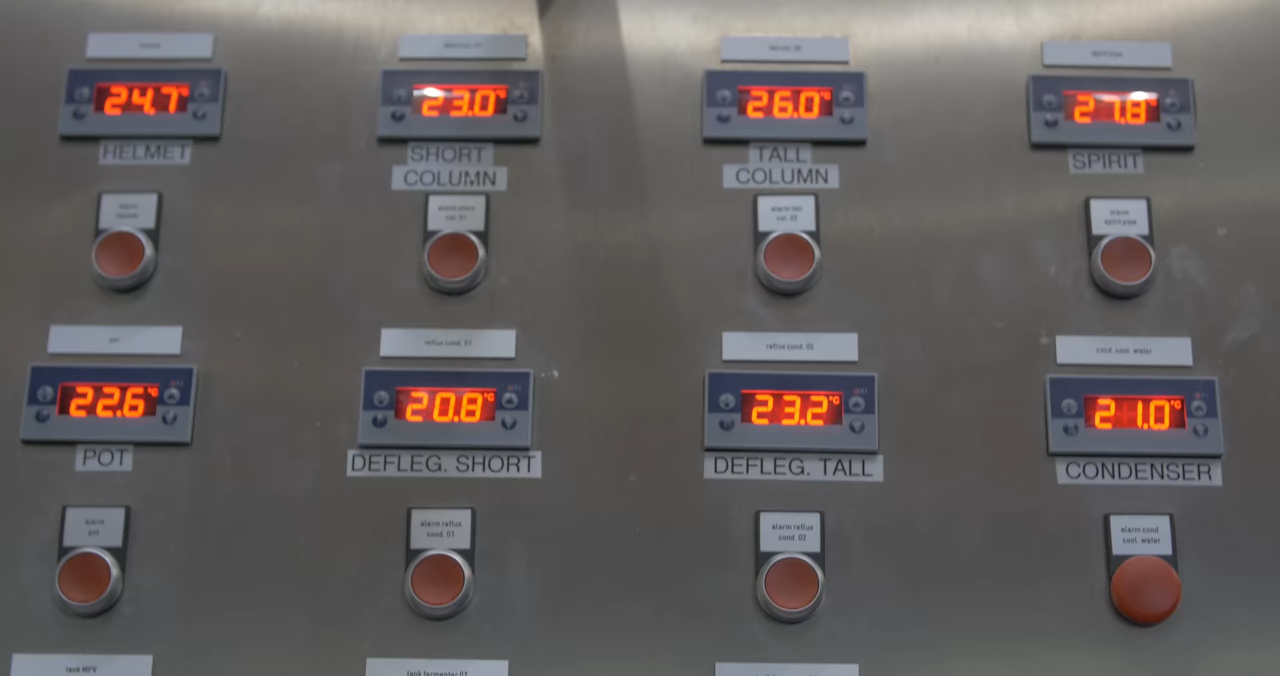 24.7°
23.0°
26.0°
27.8°
HELMET
SHORT
COLUMN
TALL
COLUMN
SPIRIT
alarm
alarm short
col. 01
alarm tall
col. 02
alarm
spirit pipe
pot
reflux cond. 01
reflux cond. 02
cond. cool. water
22.6°C
20.8°C
23.2°C
21.0°C
POT
DEFLEG. SHORT
DEFLEG. TALL
CONDENSER
alarm
pot
alarm reflux
cond. 01
alarm reflux
cond. 02
alarm cond.
cool. water
tank MPV
tank fermenter 01